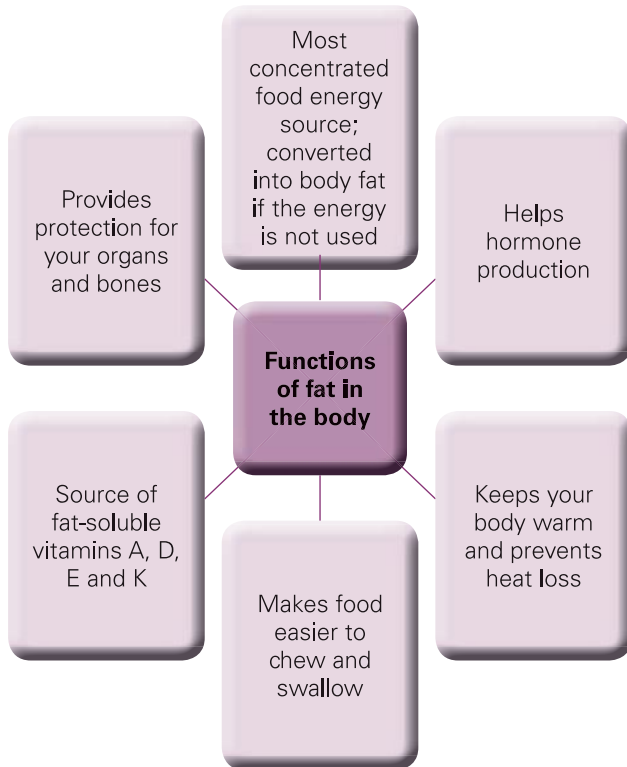 Most
concentrated
food energy
source;
converted
into body fat
if the energy
is not used
Provides
protection for
your organs
and bones
Helps
hormone
production
Functions
of fat in
the body
Source of
fat-soluble
vitamins A, D,
E and K
Keeps your
body warm
and prevents
heat loss
Makes food
easier to
chew and
swallow